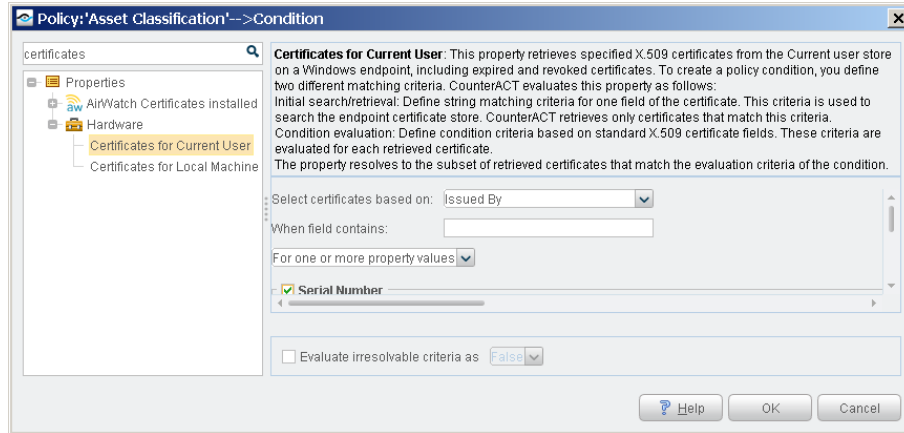 Policy:'Asset Classification'-->Condition
certificates
Properties
AirWatch Certificates installed
Hardware
Certificates for Current User
Certificates for Local Machine
Certificates for Current User: This property retrieves specified X.509 certificates from the Current user store
on a Windows endpoint, including expired and revoked certificates. To create a policy condition, you define
two different matching criteria. CounterACT evaluates this property as follows:
Initial search/retrieval: Define string matching criteria for one field of the certificate. This criteria is used to
search the endpoint certificate store. CounterACT retrieves only certificates that match this criteria.
Condition evaluation: Define condition criteria based on standard X.509 certificate fields. These criteria are
evaluated for each retrieved certificate.
The property resolves to the subset of retrieved certificates that match the evaluation criteria of the condition.
Select certificates based on: Issued By
When field contains:
For one or more property values
Serial Number
Evaluate irresolvable criteria as False
Help OK Cancel